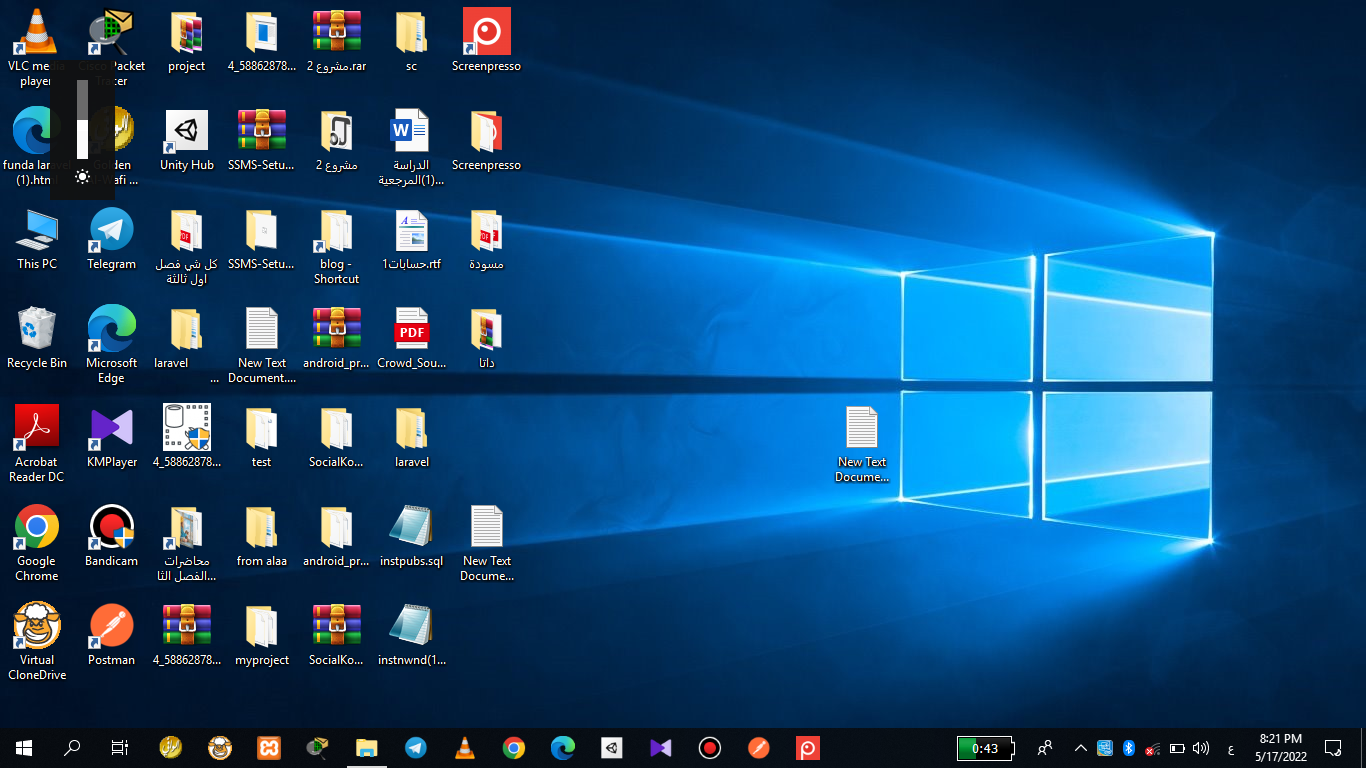 VLC media player
Cisco Packet Tracer
project
4_58862878...
مشروع 2.rar
sc
Screenpresso
funda laravel (1).html
Golden Al-Wafi ...
Unity Hub
SSMS-Setu...
مشروع 2
الدراسة
المرجعية(1)...
Screenpresso
This PC
Telegram
كل شي فصل
اول ثالثة
SSMS-Setu...
blog -
Shortcut
حسابات1.rtf
مسودة
Recycle Bin
Microsoft
Edge
laravel
...
New Text
Document....
android_pr...
PDF
Crowd_Sou...
داتا
Acrobat
Reader DC
KMPlayer
4_58862878...
test
SocialKo...
laravel
New Text
Docume...
Google
Chrome
Bandicam
محاضرات
الفصل الثا...
from alaa
android_pr...
instpubs.sql
New Text
Docume...
Virtual
CloneDrive
Postman
4_58862878...
myproject
SocialKo...
instnwnd(1...
0:43
ع
8:21 PM
5/17/2022